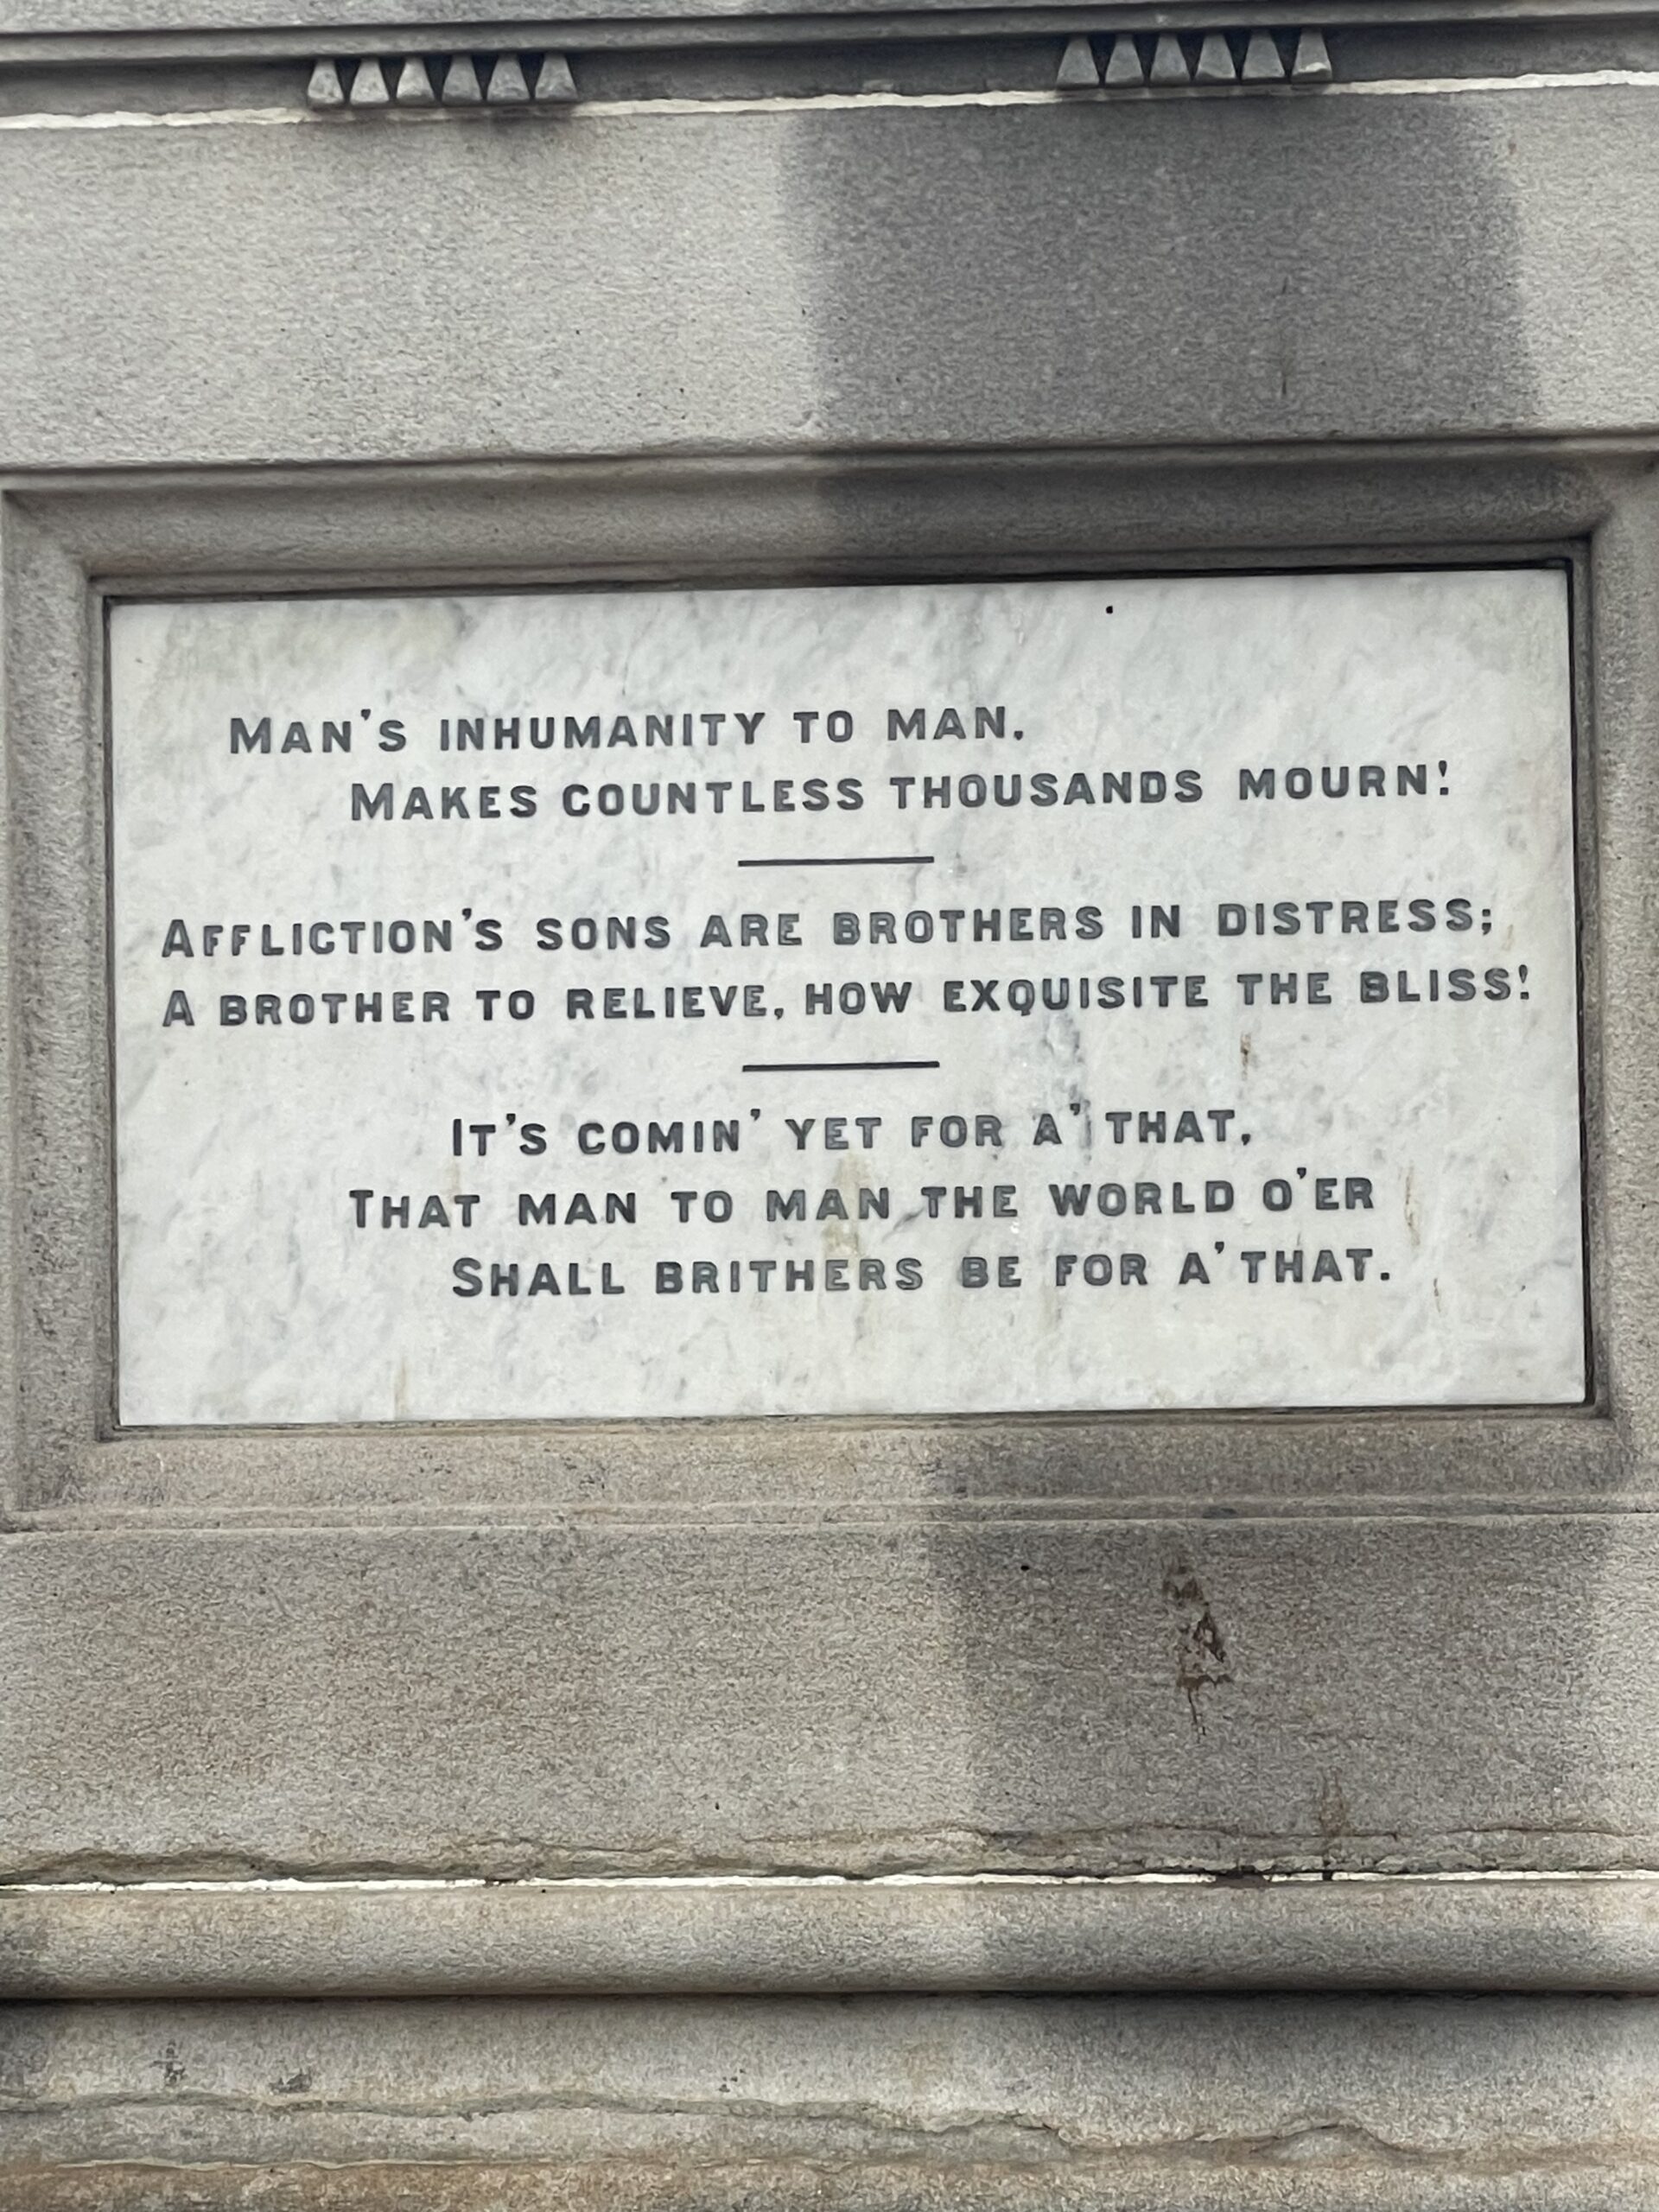 MAN'S INHUMANITY TO MAN,
MAKES COUNTLESS THOUSANDS MOURN!
AFFLICTION'S SONS ARE BROTHERS IN DISTRESS;
A BROTHER TO RELIEVE, HOW EXQUISITE THE BLISS!
IT'S COMIN' YET FOR A' THAT,
THAT MAN TO MAN THE WORLD O'ER
SHALL BRITHERS BE FOR A' THAT.